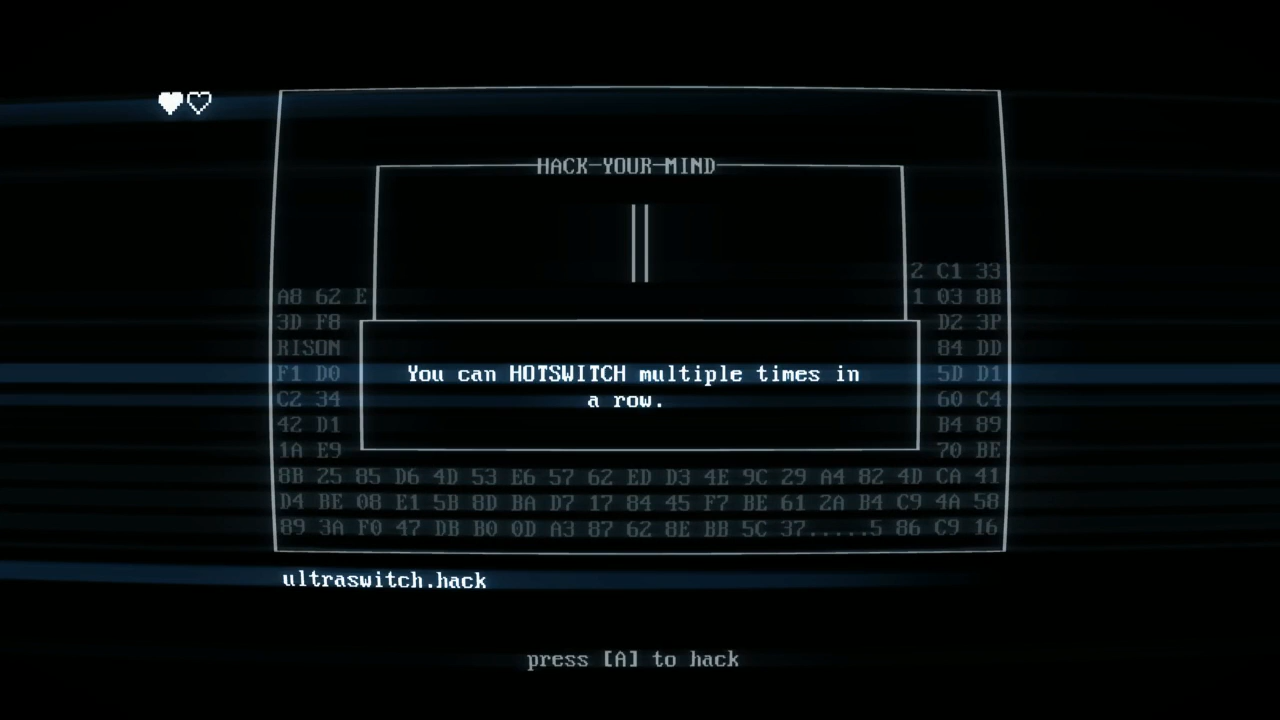 HACK-YOUR-MIND
2 C1 33
A8 62 E 1 03 8B
3D F8 D2 3P
RISON 84 DD
F1 D0 You can HOTSWITCH multiple times in 5D D1
C2 34 a row. 60 C4
42 D1 B4 89
1A E9 70 BE
8B 25 85 D6 4D 53 E6 57 62 ED D3 4E 9C 29 A4 82 4D CA 41
D4 BE 08 E1 5B 8D BA D7 17 84 45 F7 BE 61 2A B4 C9 4A 58
89 3A F0 47 DB B0 0D A3 87 62 8E BB 5C 37.....5 86 C9 16
ultraswitch.hack
press [A] to hack